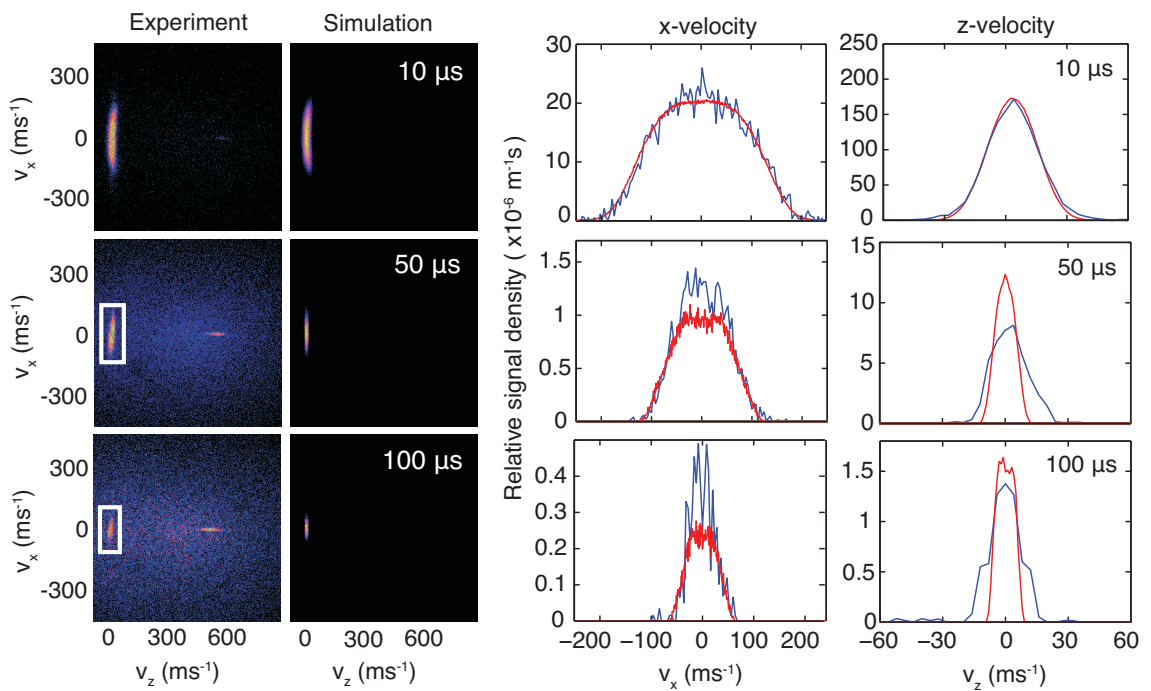 Experiment
Simulation
x-velocity
z-velocity
10 μs
300
0
-300
v_x (ms⁻¹)
50 μs
300
0
-300
v_x (ms⁻¹)
100 μs
300
0
-300
v_x (ms⁻¹)
0 300 600
v_z (ms⁻¹)
0 300 600
v_z (ms⁻¹)
Relative signal density ( x10⁻⁶ m⁻¹s)
30
20
10
0
1.5
1
0.5
0
0.4
0.3
0.2
0.1
0
−200 −100 0 100 200
v_x (ms⁻¹)
10 μs
250
200
150
100
50
0
50 μs
15
10
5
0
100 μs
1.5
1
1.5
0
−60 −30 0 30 60
v_z (ms⁻¹)